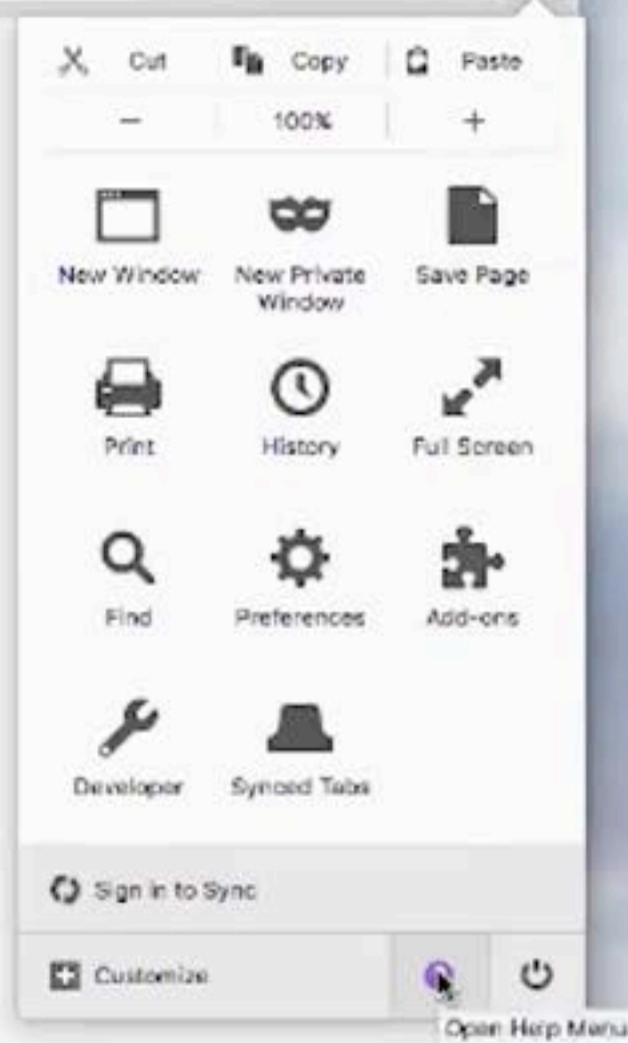 Cut Copy Paste
− 100% +
New Window New Private Save Page
Window
Print History Full Screen
Find Preferences Add-ons
Developer Synced Tabs
Sign in to Sync
Customize
Open Help Menu